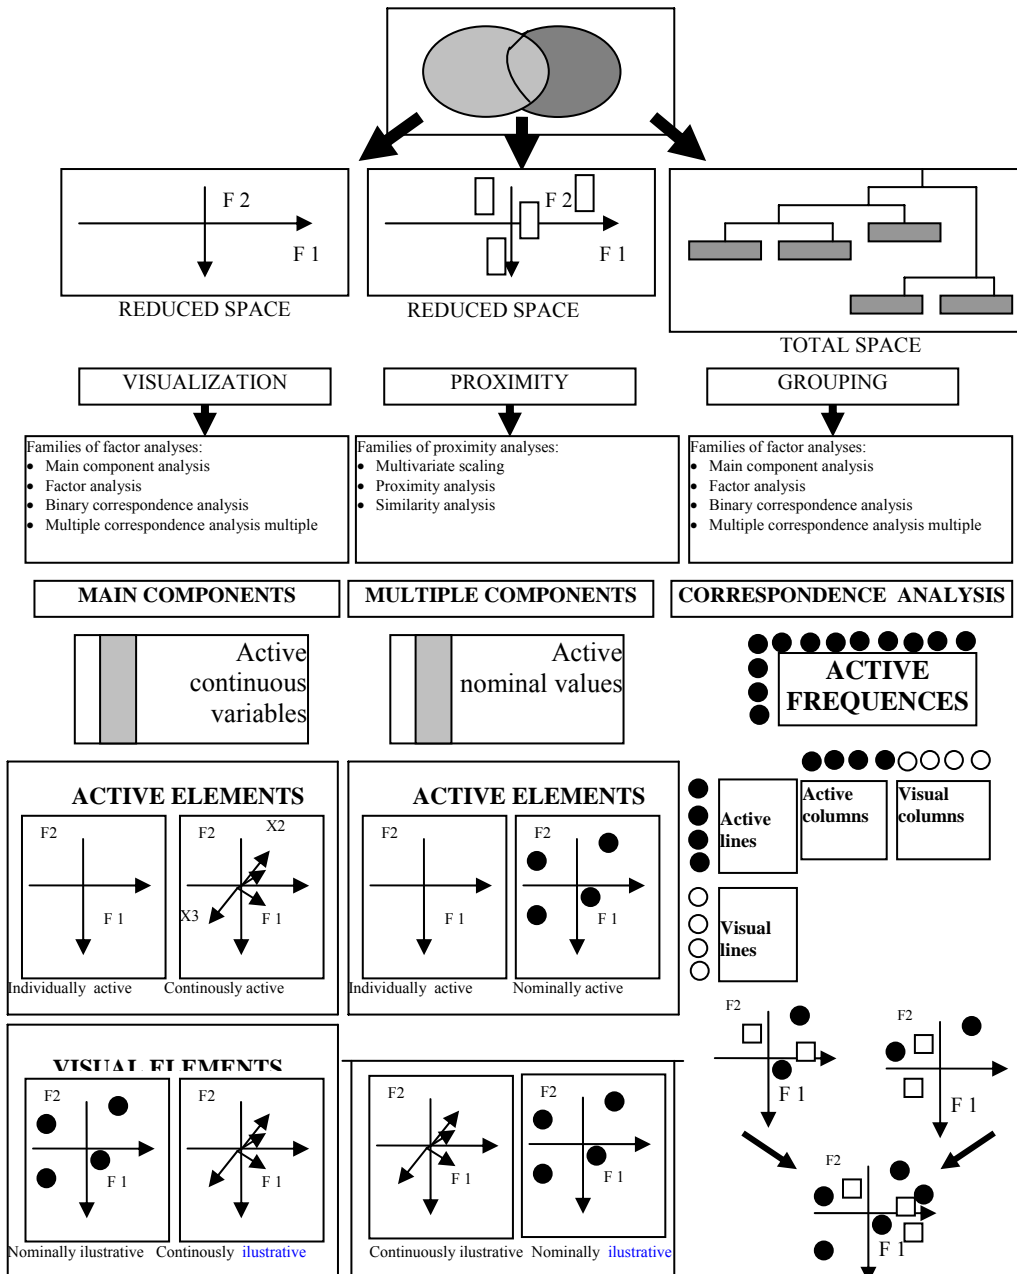 F 2
F 1
REDUCED SPACE
F 2
F 1
REDUCED SPACE
TOTAL SPACE
VISUALIZATION
PROXIMITY
GROUPING
Families of factor analyses:
• Main component analysis
• Factor analysis
• Binary correspondence analysis
• Multiple correspondence analysis multiple
Families of proximity analyses:
• Multivariate scaling
• Proximity analysis
• Similarity analysis
Families of factor analyses:
• Main component analysis
• Factor analysis
• Binary correspondence analysis
• Multiple correspondence analysis multiple
MAIN COMPONENTS
MULTIPLE COMPONENTS
CORRESPONDENCE ANALYSIS
Active
continuous
variables
Active
nominal values
ACTIVE
FREQUENCES
ACTIVE ELEMENTS
F2
F 1
Individually active
F2
X2
X3
F 1
Continously active
ACTIVE ELEMENTS
F2
F 1
Individually active
F2
F 1
Nominally active
Active
lines
Active
columns
Visual
columns
Visual
lines
VISUAL ELEMENTS
F2
F 1
Nominally ilustrative
F2
F 1
Continously ilustrative
F2
F 1
Continuously ilustrative
F2
F 1
Nominally ilustrative
F2
F 1
F2
F 1
F2
F 1